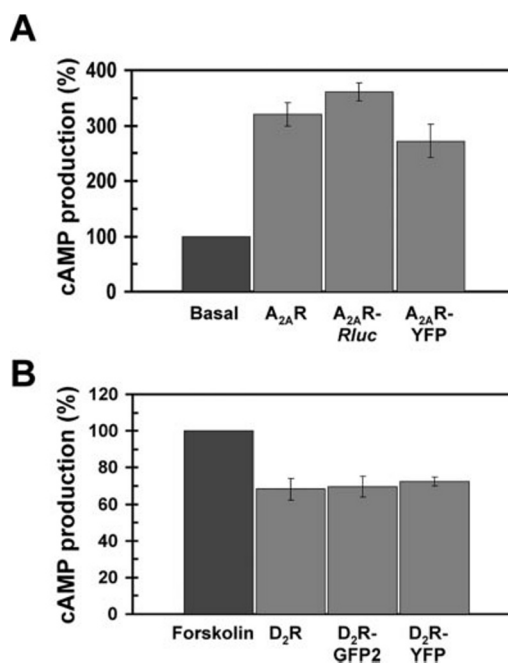 A
cAMP production (%)
400
300
200
100
0
Basal
A₂ₐR
A₂ₐR-
Rluc
A₂ₐR-
YFP
B
cAMP production (%)
120
100
80
60
40
20
0
Forskolin
D₂R
D₂R-
GFP2
D₂R-
YFP